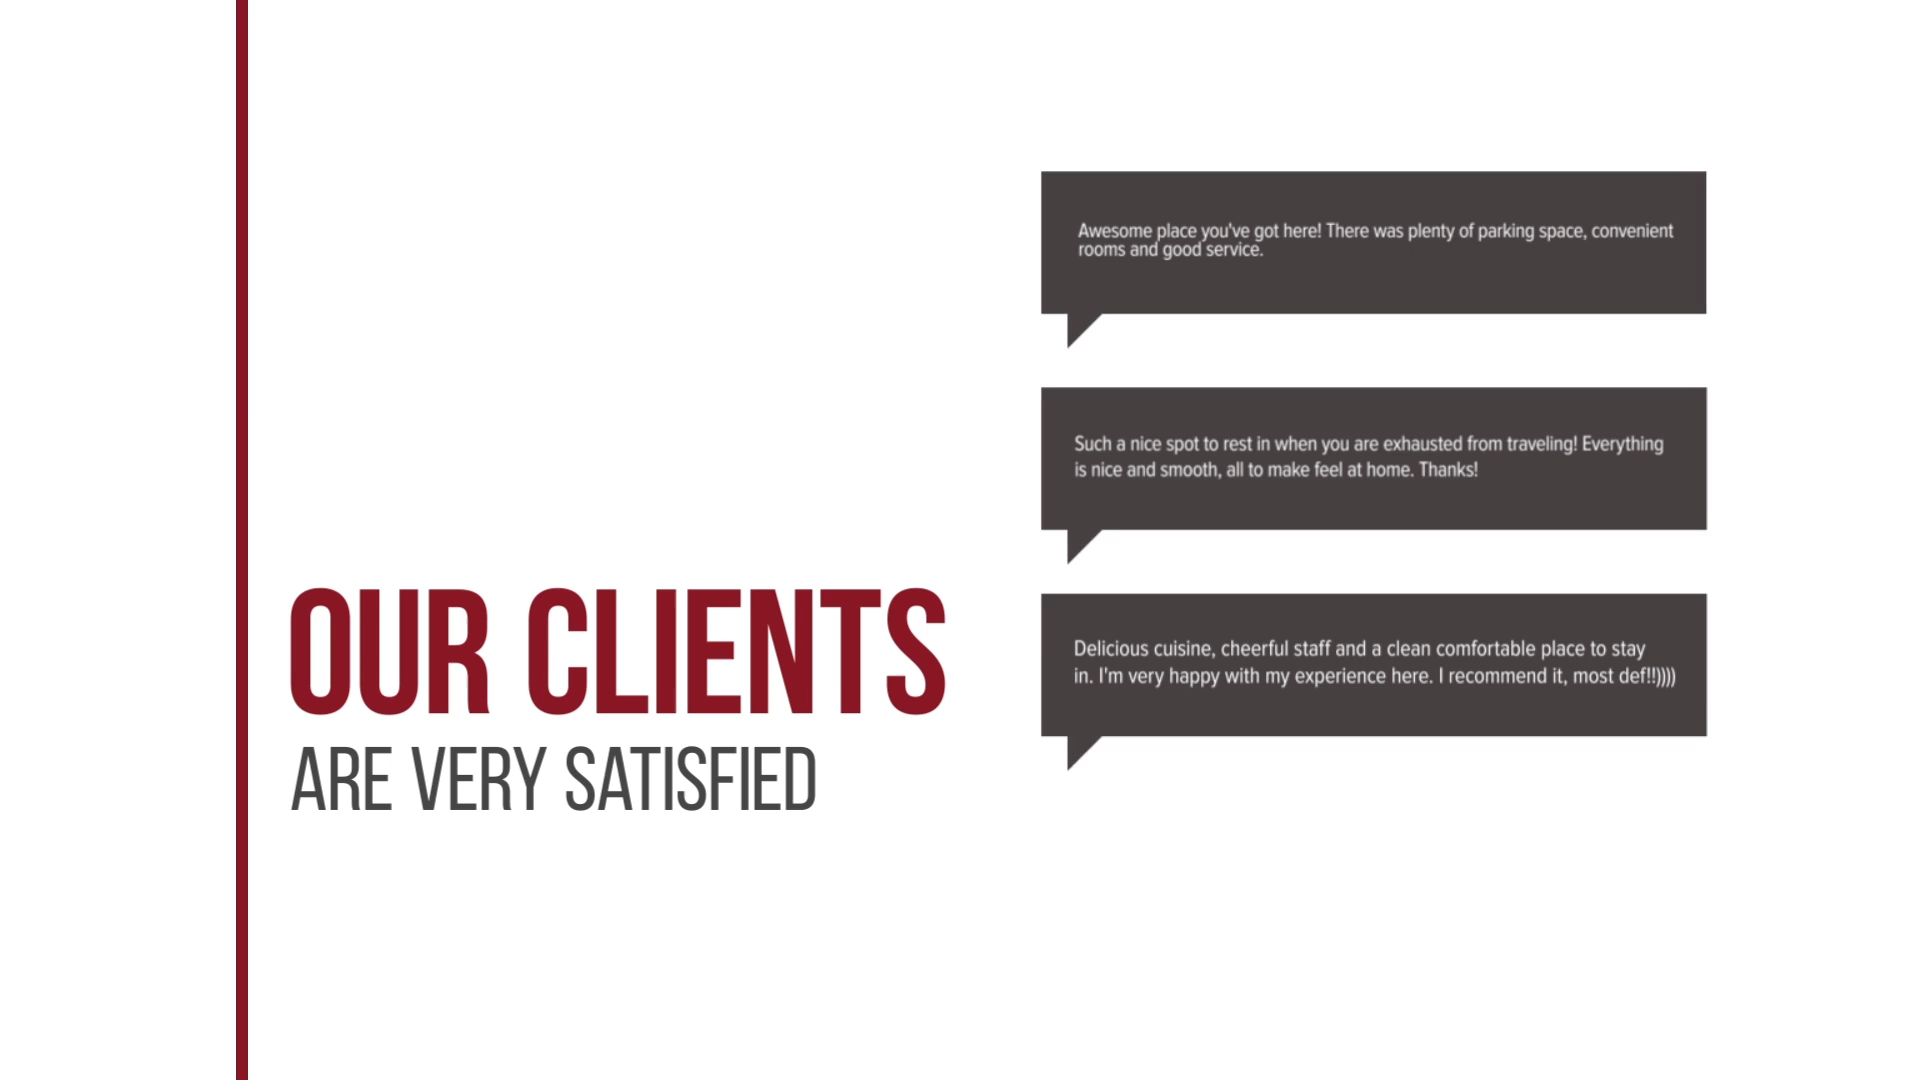 OUR CLIENTS
ARE VERY SATISFIED
Awesome place you've got here! There was plenty of parking space, convenient
rooms and good service.
Such a nice spot to rest in when you are exhausted from traveling! Everything
is nice and smooth, all to make feel at home. Thanks!
Delicious cuisine, cheerful staff and a clean comfortable place to stay
in. I'm very happy with my experience here. I recommend it, most def!!))))